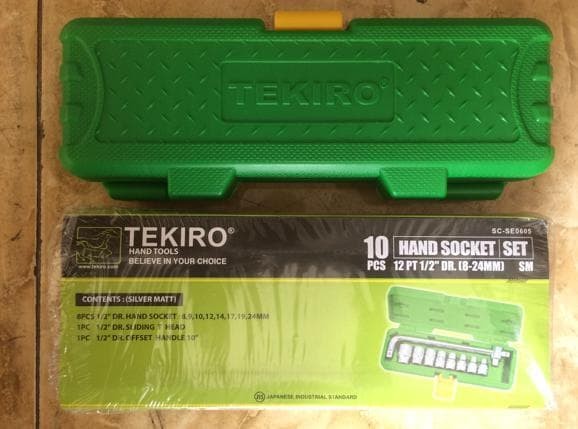 TEKIRO®
TEKIRO®
HAND TOOLS
BELIEVE IN YOUR CHOICE
www.tekiro.com
SC-SE0605
10 PCS
HAND SOCKET SET
12 PT 1/2" DR. (8-24MM) SM
CONTENTS : (SILVER MATT)
8PCS 1/2" DR. HAND SOCKET : 8,9,10,12,14,17,19,24MM
1PC 1/2" DR. SLIDING T HEAD
1PC 1/2" DR. OFFSET HANDLE 10"
JIS JAPANESE INDUSTRIAL STANDARD